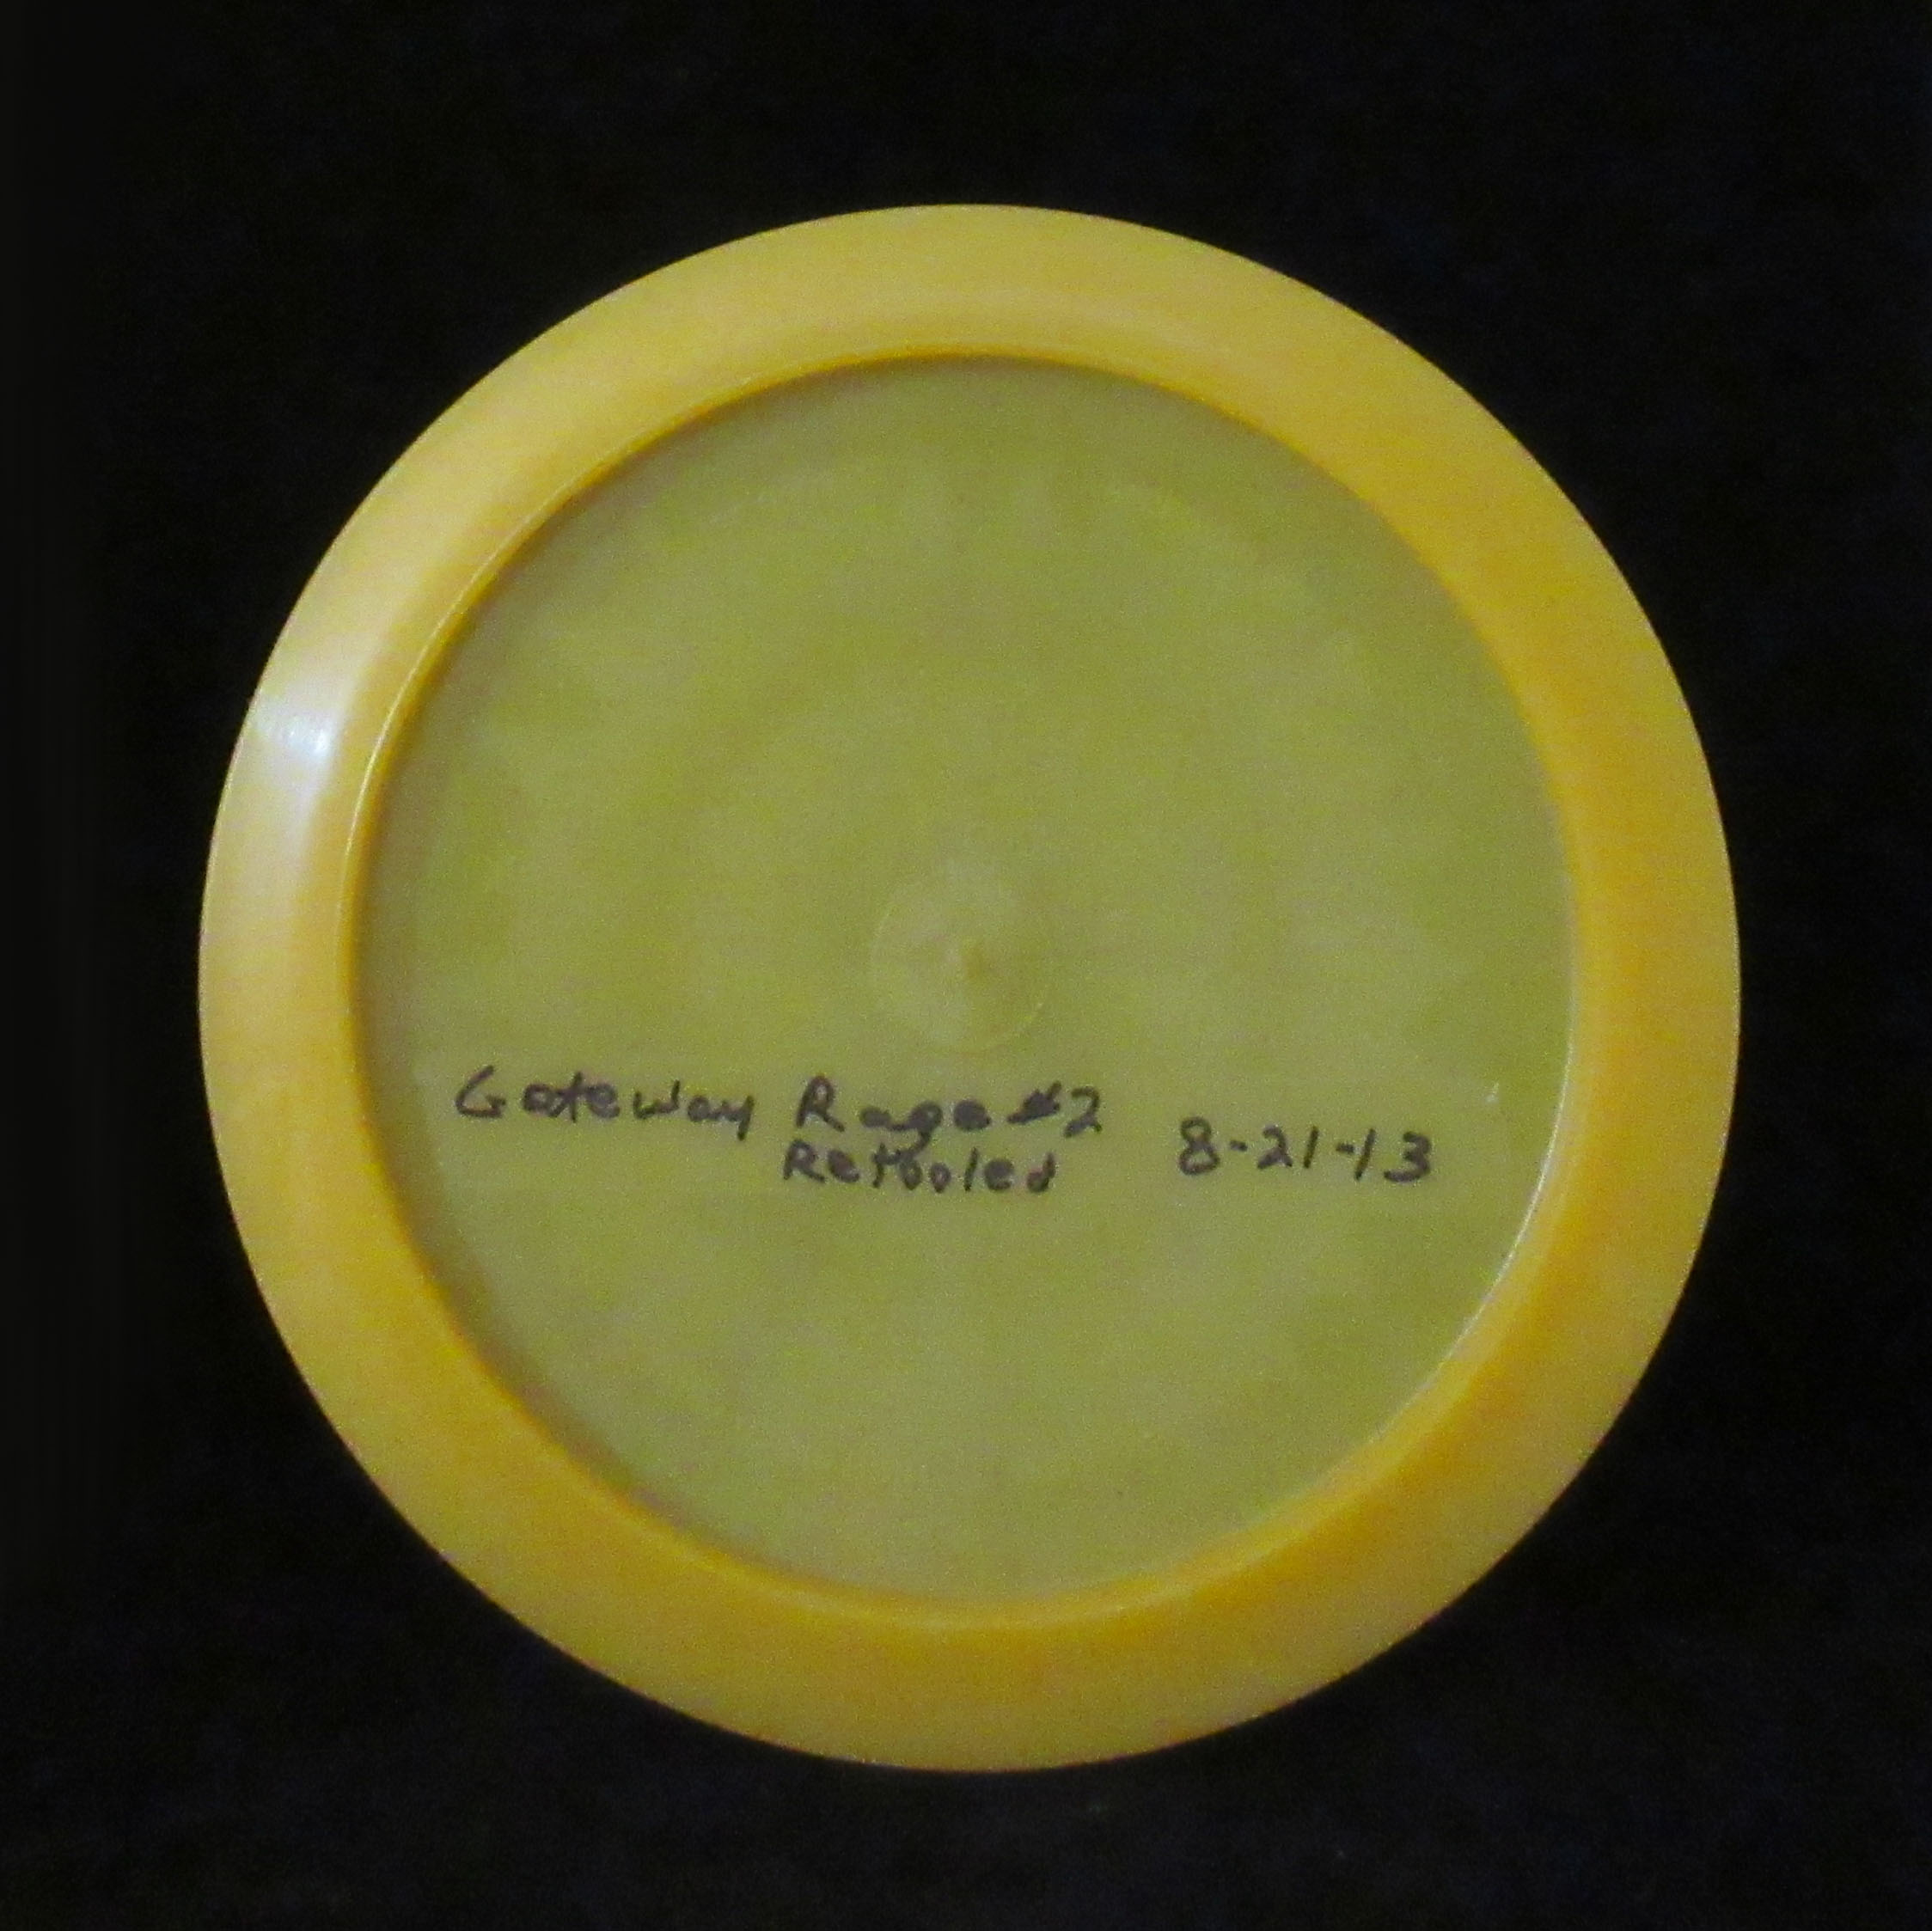 Gateway Rage #2
Retooled
8-21-13